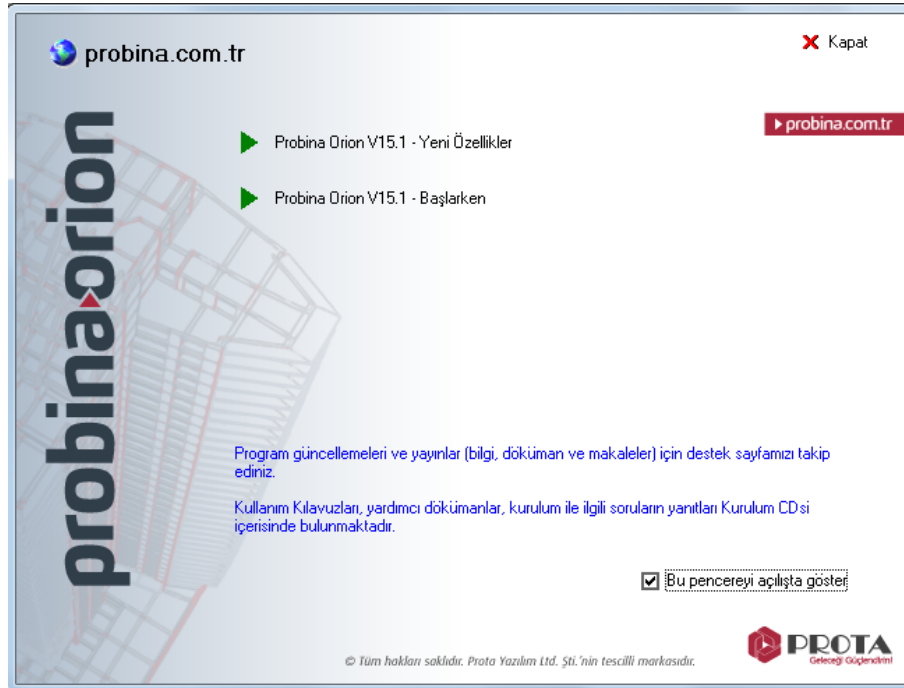 probina.com.tr
Kapat
probina.com.tr
probina orion
Probina Orion V15.1 - Yeni Özellikler
Probina Orion V15.1 - Başlarken
Program güncellemeleri ve yayınlar (bilgi, döküman ve makaleler) için destek sayfamızı takip
ediniz.
Kullanım Kılavuzları, yardımcı dökümanlar, kurulum ile ilgili soruların yanıtları Kurulum CDsi
içerisinde bulunmaktadır.
Bu pencereyi açılışta göster
© Tüm hakları saklıdır. Prota Yazılım Ltd. Şti.'nin tescilli markasıdır.
PROTA
Geleceği Güçlendirin!